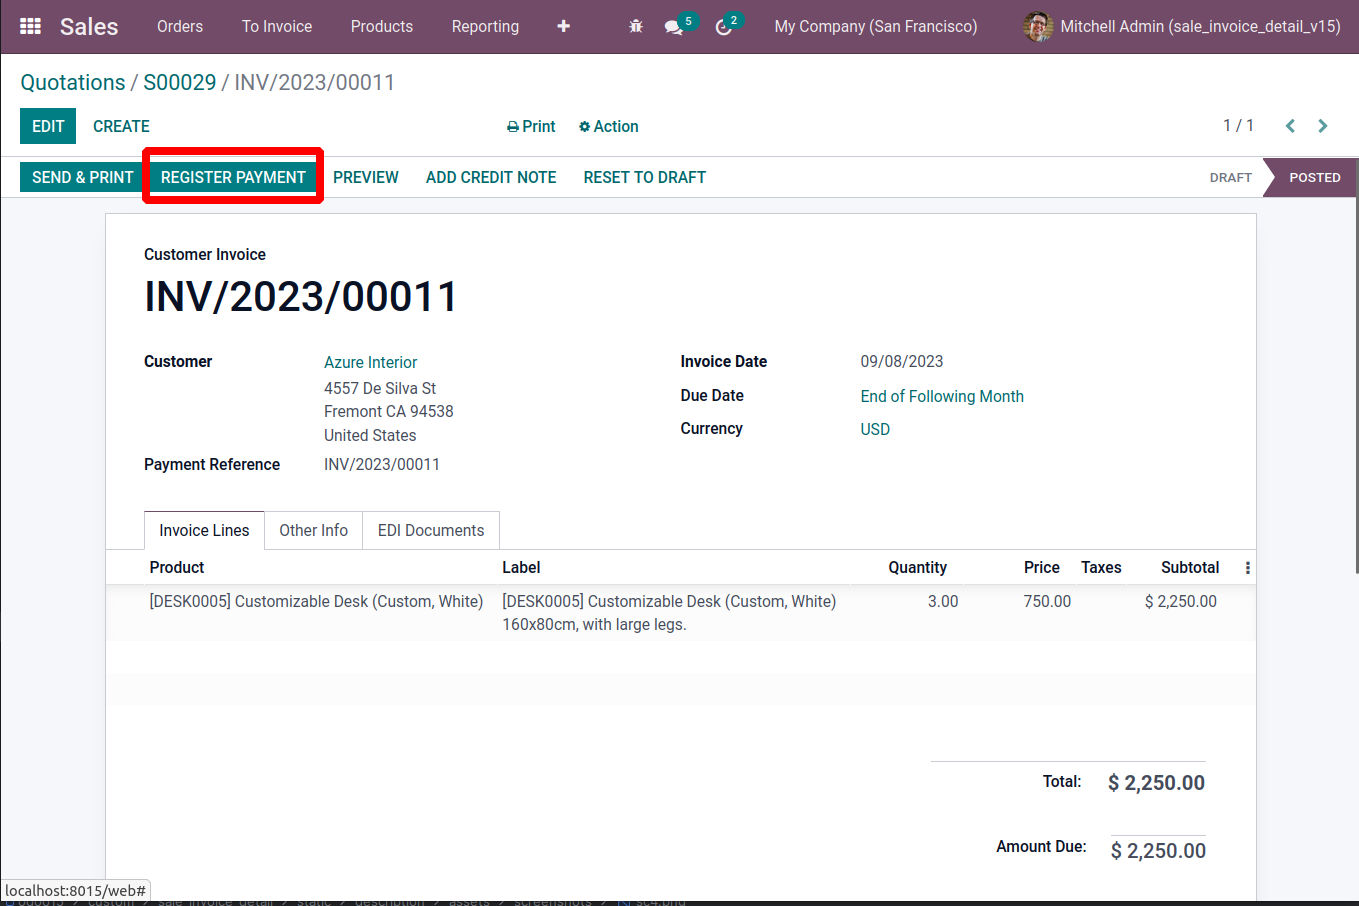 Sales Orders To Invoice Products Reporting 5 2 My Company (San Francisco) Mitchell Admin (sale_invoice_detail_v15)
Quotations / S00029 / INV/2023/00011
EDIT CREATE Print Action 1 / 1
SEND & PRINT REGISTER PAYMENT PREVIEW ADD CREDIT NOTE RESET TO DRAFT DRAFT POSTED
Customer Invoice
INV/2023/00011
Customer Azure Interior Invoice Date 09/08/2023
4557 De Silva St Due Date End of Following Month
Fremont CA 94538
United States Currency USD
Payment Reference INV/2023/00011
Invoice Lines Other Info EDI Documents
Product Label Quantity Price Taxes Subtotal
[DESK0005] Customizable Desk (Custom, White) [DESK0005] Customizable Desk (Custom, White) 3.00 750.00 $ 2,250.00
160x80cm, with large legs.
Total: $ 2,250.00
Amount Due: $ 2,250.00
localhost:8015/web#